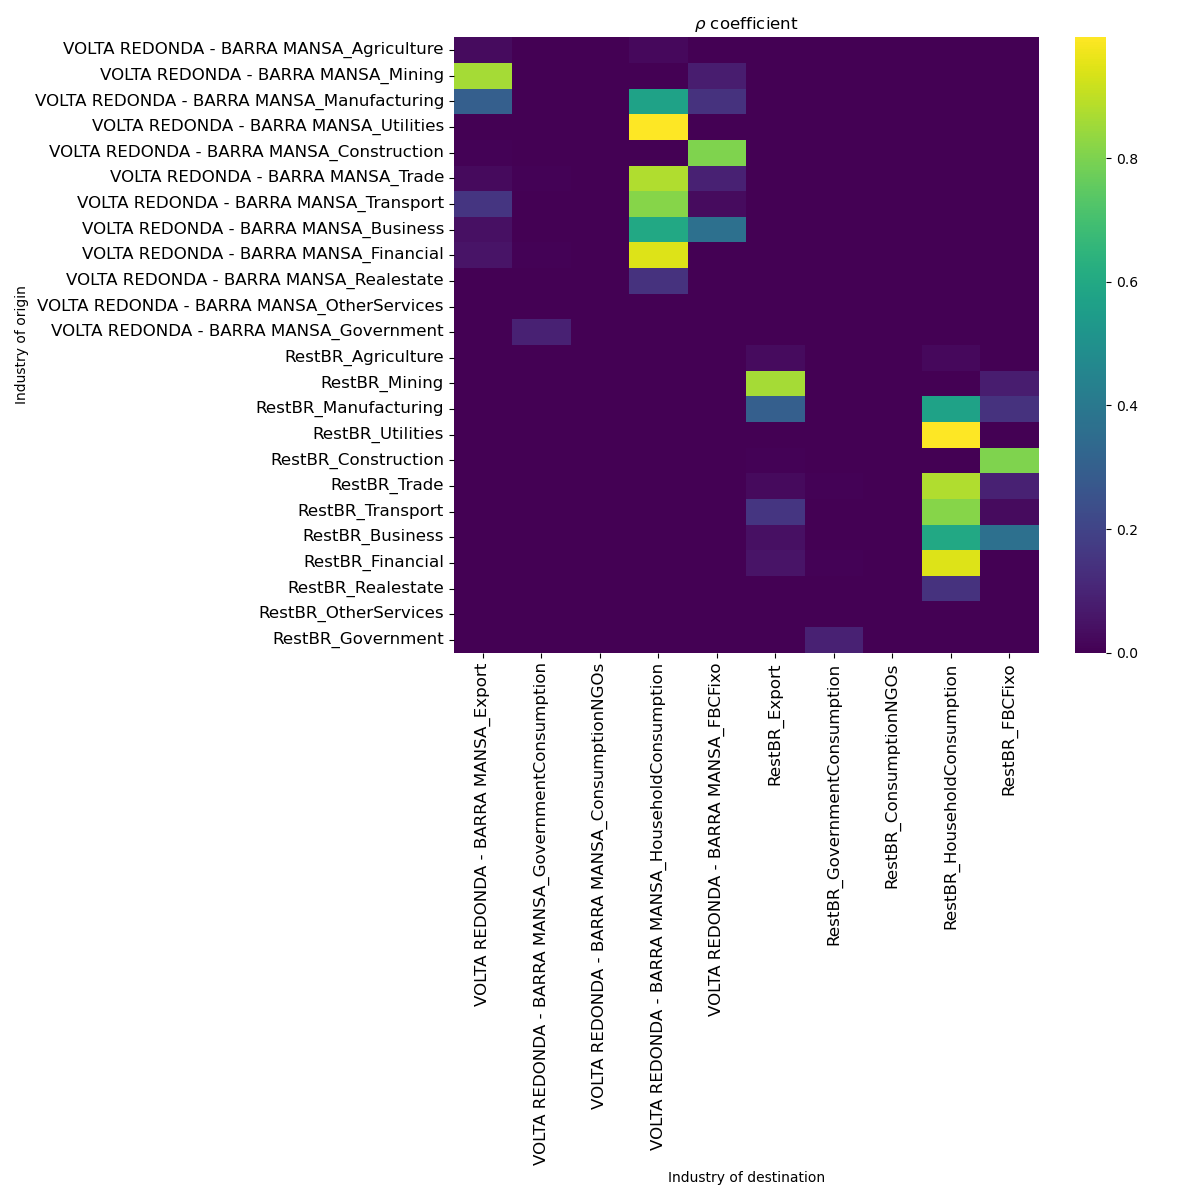 ρ coefficient
VOLTA REDONDA - BARRA MANSA_Agriculture
VOLTA REDONDA - BARRA MANSA_Mining
VOLTA REDONDA - BARRA MANSA_Manufacturing
VOLTA REDONDA - BARRA MANSA_Utilities
VOLTA REDONDA - BARRA MANSA_Construction
VOLTA REDONDA - BARRA MANSA_Trade
VOLTA REDONDA - BARRA MANSA_Transport
VOLTA REDONDA - BARRA MANSA_Business
VOLTA REDONDA - BARRA MANSA_Financial
VOLTA REDONDA - BARRA MANSA_Realestate
VOLTA REDONDA - BARRA MANSA_OtherServices
VOLTA REDONDA - BARRA MANSA_Government
RestBR_Agriculture
RestBR_Mining
RestBR_Manufacturing
RestBR_Utilities
RestBR_Construction
RestBR_Trade
RestBR_Transport
RestBR_Business
RestBR_Financial
RestBR_Realestate
RestBR_OtherServices
RestBR_Government
Industry of origin
VOLTA REDONDA - BARRA MANSA_Export
VOLTA REDONDA - BARRA MANSA_GovernmentConsumption
VOLTA REDONDA - BARRA MANSA_ConsumptionNGOs
VOLTA REDONDA - BARRA MANSA_HouseholdConsumption
VOLTA REDONDA - BARRA MANSA_FBCFixo
RestBR_Export
RestBR_GovernmentConsumption
RestBR_ConsumptionNGOs
RestBR_HouseholdConsumption
RestBR_FBCFixo
Industry of destination
0.8
0.6
0.4
0.2
0.0